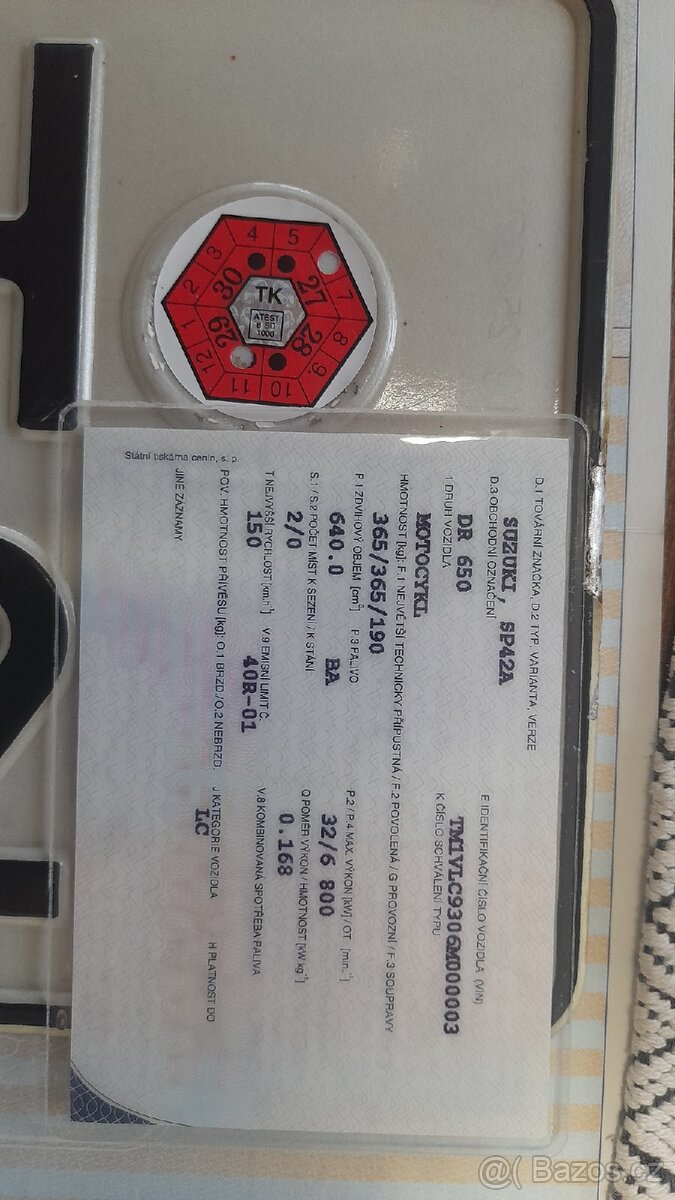 4 5
3 7
2 30 27 8
TK
ATEST
8 SD
1000
1 29 28 9
12 11 10
Státní tiskárna cenin, s. p.
D.1 TOVÁRNÍ ZNAČKA, D.2 TYP, VARIANTA, VERZE
SUZUKI, SP42A
D.3 OBCHODNÍ OZNAČENÍ
DR 650
E IDENTIFIKAČNÍ ČÍSLO VOZIDLA (VIN)
TM1VLC9306M000003
1 DRUH VOZIDLA
MOTOCYKL
K ČÍSLO SCHVÁLENÍ TYPU
HMOTNOST [kg]: F.1 NEJVĚTŠÍ TECHNICKY PŘÍPUSTNÁ / F.2 POVOLENÁ / G PROVOZNÍ / F.3 SOUPRAVY
365/365/190
P.1 ZDVIHOVÝ OBJEM [cm³] P.3 PALIVO P.2 / P.4 MAX. VÝKON [kW] / OT. [min.⁻¹]
640.0 BA 32/6 800
S.1 / S.2 POČET MÍST K SEZENÍ / K STÁNÍ Q POMĚR VÝKON / HMOTNOST [kW.kg⁻¹]
2/0 0.168
T NEJVYŠŠÍ RYCHLOST [km.h⁻¹] V.9 EMISNÍ LIMIT Č. V.8 KOMBINOVANÁ SPOTŘEBA PALIVA
150 40R-01
POV. HMOTNOST PŘÍVĚSU [kg]: O.1 BRZD./O.2 NEBRZD. J KATEGORIE VOZIDLA H PLATNOST DO
LC
JINÉ ZÁZNAMY
@( Bazos.cz